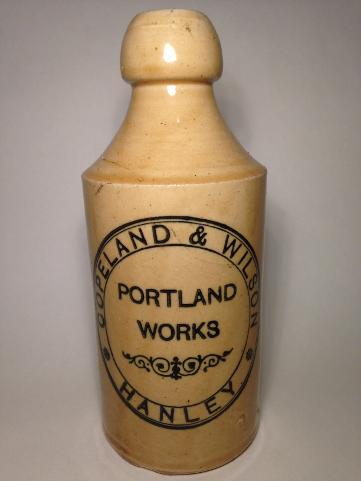 COPELAND & WILSON
PORTLAND
WORKS
HANLEY